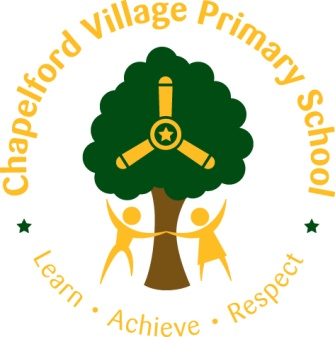 Chapelford Village Primary School
Learn • Achieve • Respect